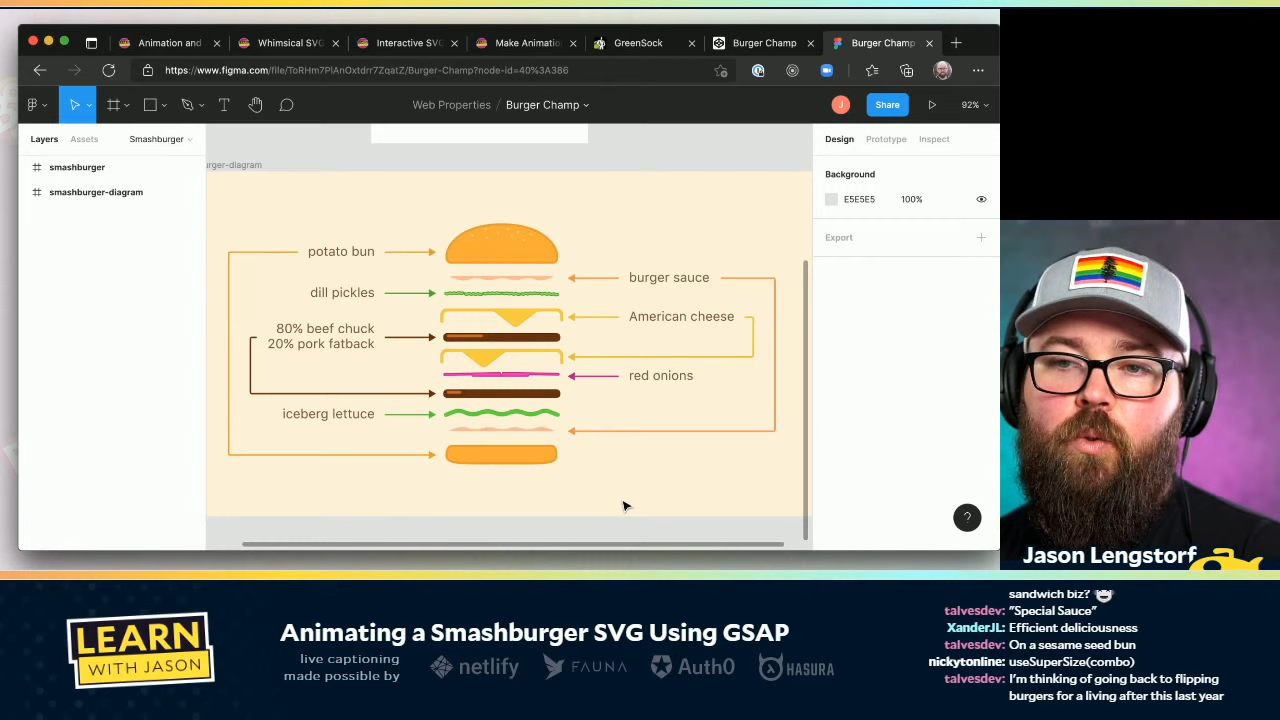 Animation and
Whimsical SVG
Interactive SVG
Make Animatio
GreenSock
Burger Champ
Burger Champ
https://www.figma.com/file/ToRHm7PlAnOxtdrr7ZqatZ/Burger-Champ?node-id=40%3A386
Web Properties / Burger Champ
J
Share
92%
Layers
Assets
Smashburger
smashburger
smashburger-diagram
urger-diagram
Design
Prototype
Inspect
Background
E5E5E5
100%
Export
potato bun
burger sauce
dill pickles
American cheese
80% beef chuck
20% pork fatback
red onions
iceberg lettuce
?
Jason Lengstorf
LEARN
WITH JASON
Animating a Smashburger SVG Using GSAP
live captioning
made possible by
netlify
FAUNA
Auth0
HASURA
sandwich biz?
talvesdev: "Special Sauce"
XanderJL: Efficient deliciousness
talvesdev: On a sesame seed bun
nickytonline: useSuperSize(combo)
talvesdev: I'm thinking of going back to flipping
burgers for a living after this last year